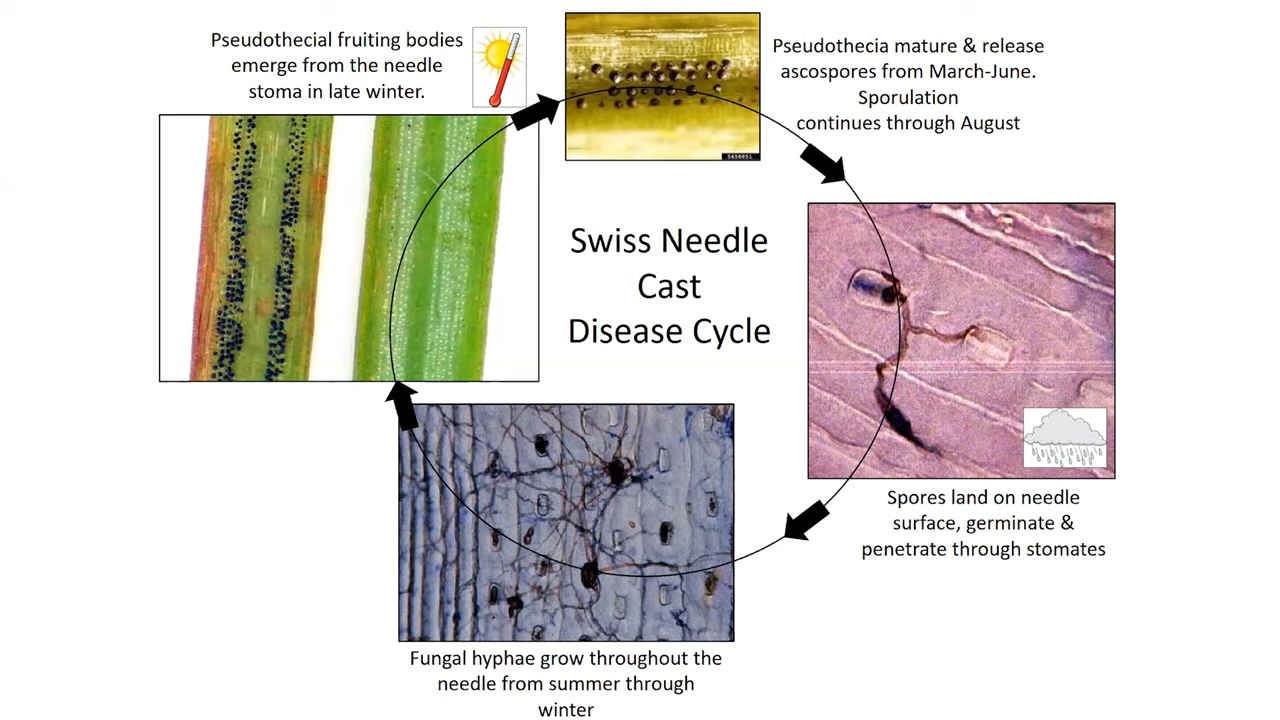 Pseudothecial fruiting bodies
emerge from the needle
stoma in late winter.
Pseudothecia mature & release
ascospores from March-June.
Sporulation
continues through August
5458951
Swiss Needle
Cast
Disease Cycle
Spores land on needle
surface, germinate &
penetrate through stomates
Fungal hyphae grow throughout the
needle from summer through
winter